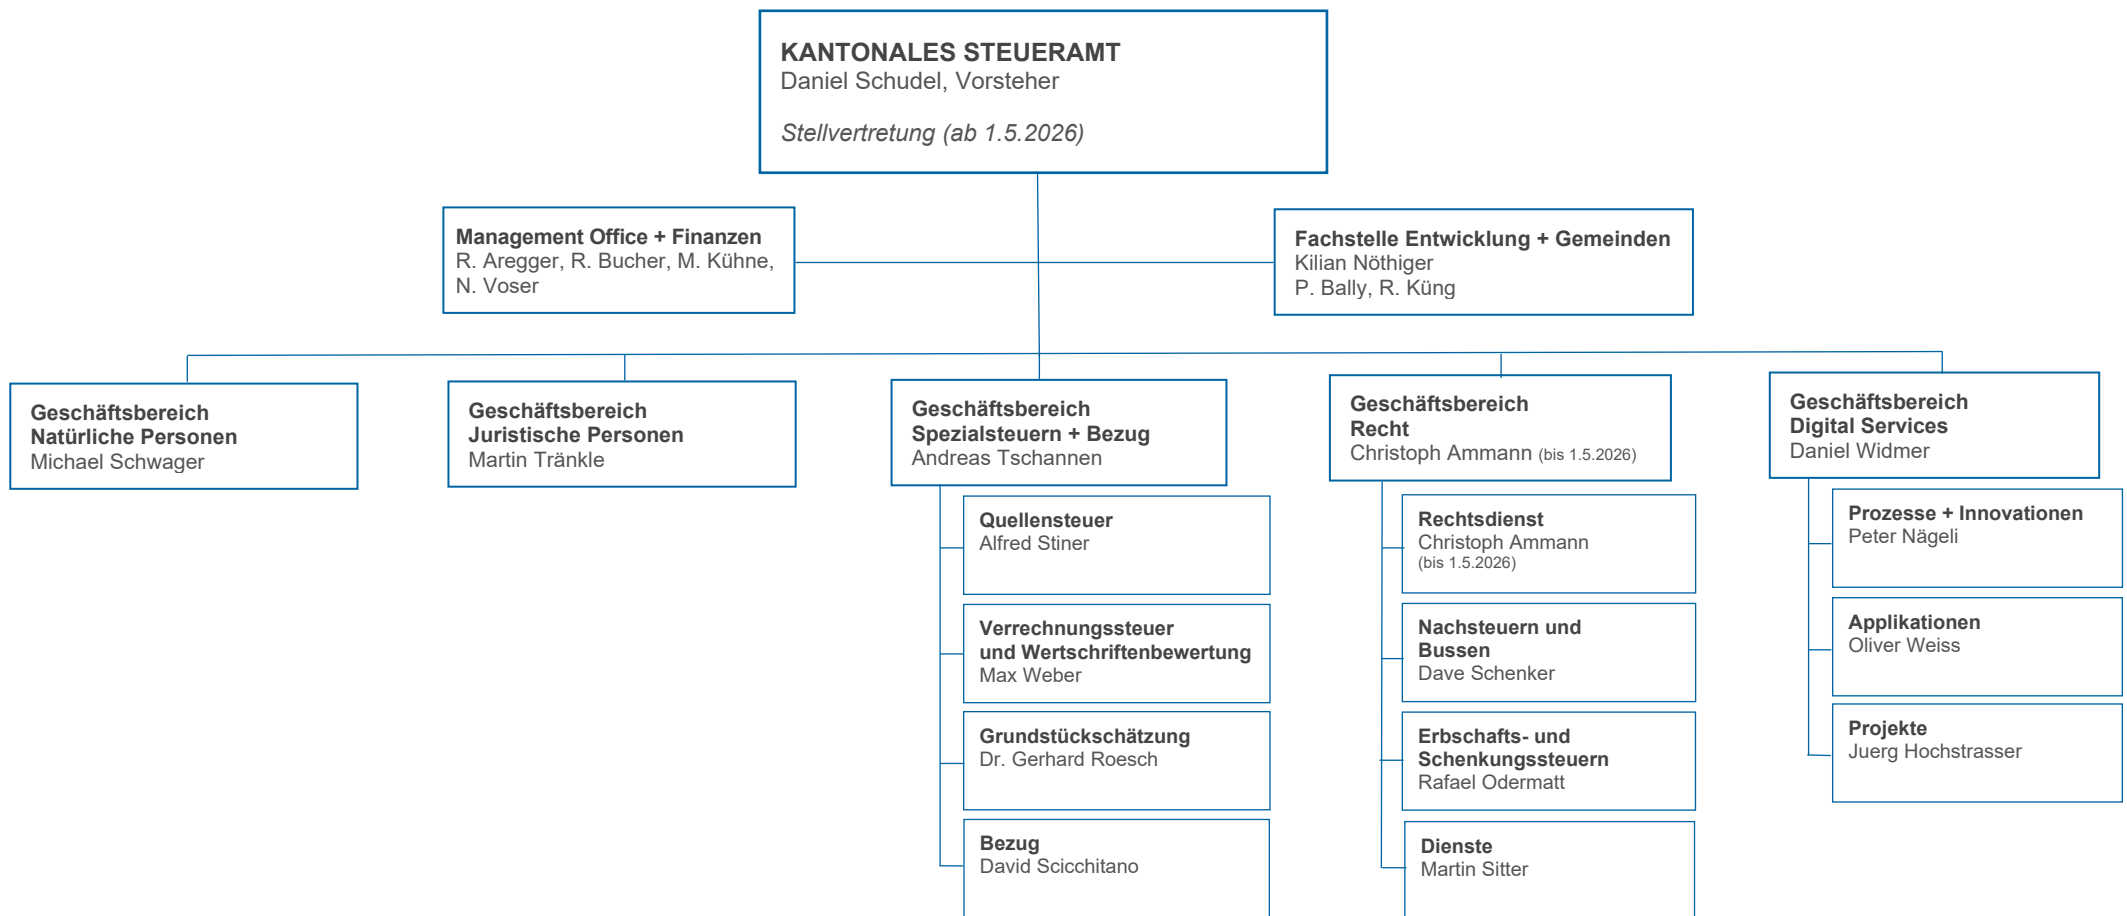 KANTONALES STEUERAMT
Daniel Schudel, Vorsteher
Stellvertretung (ab 1.5.2026)
Management Office + Finanzen
R. Aregger, R. Bucher, M. Kühne,
N. Voser
Fachstelle Entwicklung + Gemeinden
Kilian Nöthiger
P. Bally, R. Küng
Geschäftsbereich
Natürliche Personen
Michael Schwager
Geschäftsbereich
Juristische Personen
Martin Tränkle
Geschäftsbereich
Spezialsteuern + Bezug
Andreas Tschannen
Quellensteuer
Alfred Stiner
Verrechnungssteuer
und Wertschriftenbewertung
Max Weber
Grundstückschätzung
Dr. Gerhard Roesch
Bezug
David Scicchitano
Geschäftsbereich
Recht
Christoph Ammann (bis 1.5.2026)
Rechtsdienst
Christoph Ammann
(bis 1.5.2026)
Nachsteuern und
Bussen
Dave Schenker
Erbschafts- und
Schenkungssteuern
Rafael Odermatt
Dienste
Martin Sitter
Geschäftsbereich
Digital Services
Daniel Widmer
Prozesse + Innovationen
Peter Nägeli
Applikationen
Oliver Weiss
Projekte
Juerg Hochstrasser